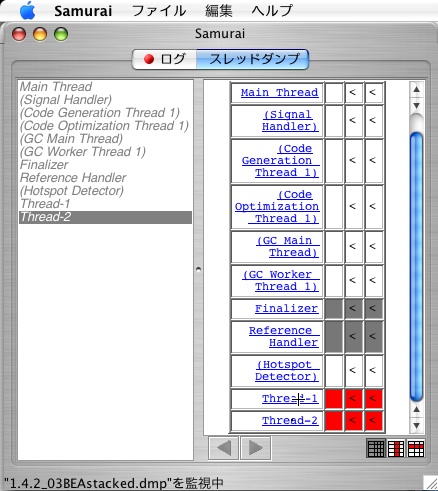 Samurai ファイル 編集 ヘルプ
Samurai
ログ スレッドダンプ
Main Thread
(Signal Handler)
(Code Generation Thread 1)
(Code Optimization Thread 1)
(GC Main Thread)
(GC Worker Thread 1)
Finalizer
Reference Handler
(Hotspot Detector)
Thread-1
Thread-2
Main Thread < <
(Signal
Handler) < <
(Code
Generation < <
Thread 1)
(Code
Optimization < <
Thread 1)
(GC Main
Thread) < <
(GC Worker
Thread 1) < <
Finalizer < <
Reference
Handler < <
(Hotspot
Detector) < <
Thread-1 < <
Thread-2 < <
"1.4.2_03BEAstacked.dmp"を監視中